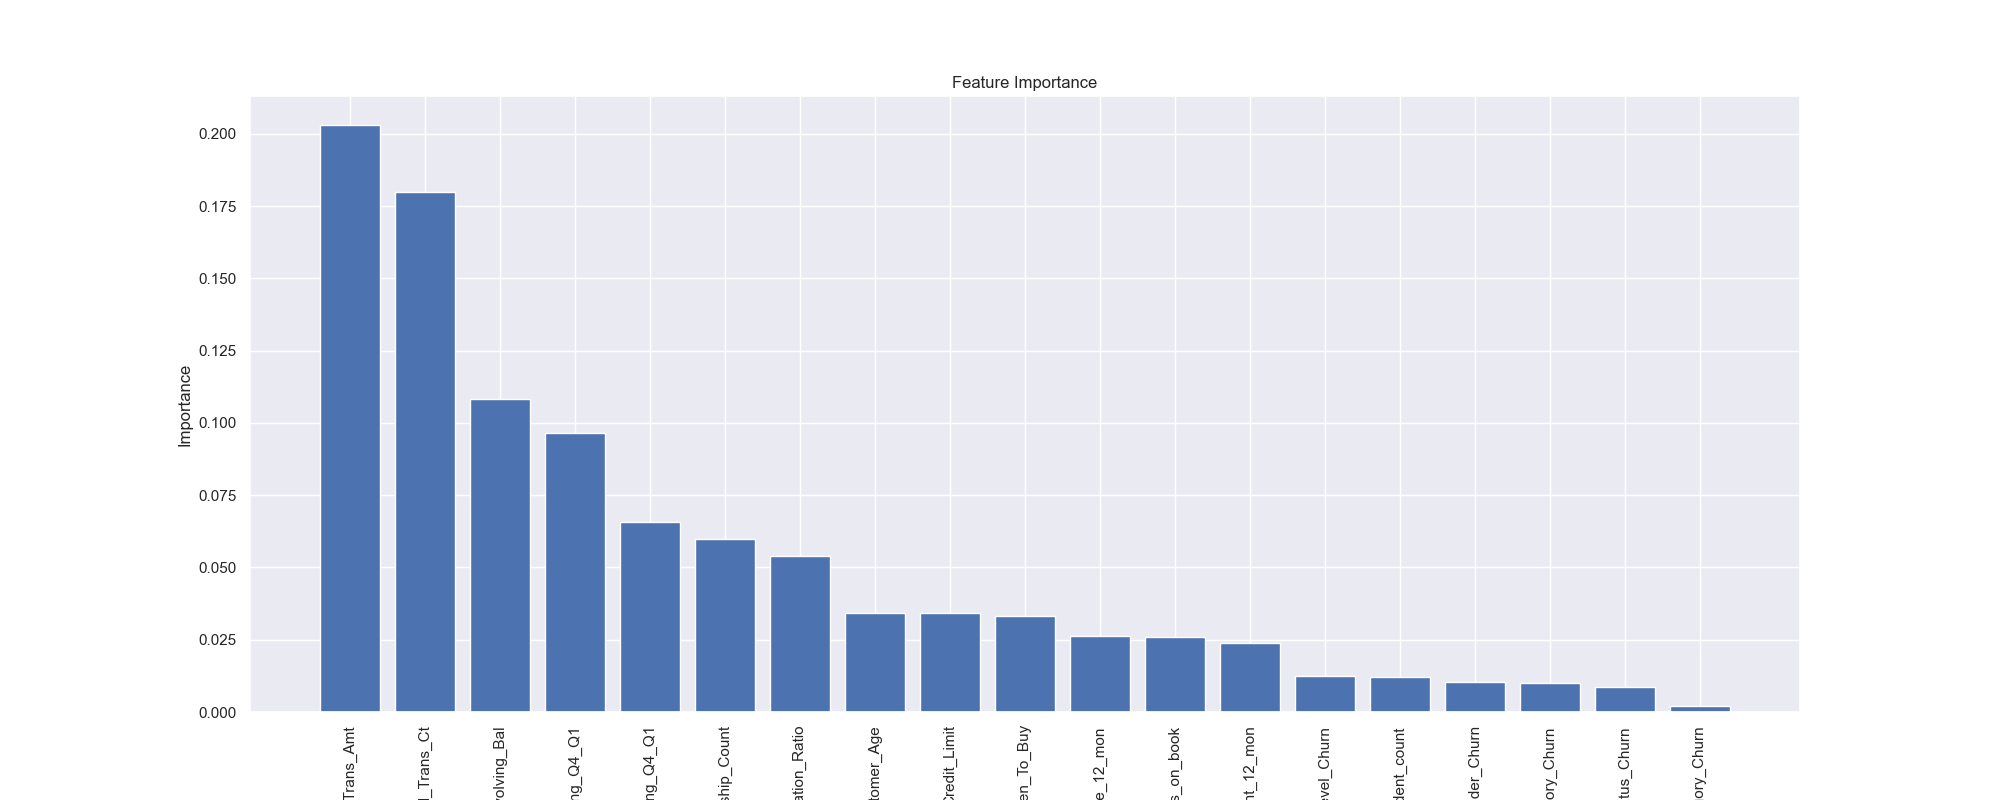 Feature Importance
Importance
0.200
0.175
0.150
0.125
0.100
0.075
0.050
0.025
0.000
Trans_Amt
l_Trans_Ct
volving_Bal
ng_Q4_Q1
ng_Q4_Q1
ship_Count
ation_Ratio
tomer_Age
Credit_Limit
en_To_Buy
e_12_mon
s_on_book
nt_12_mon
evel_Churn
dent_count
der_Churn
ory_Churn
tus_Churn
gory_Churn